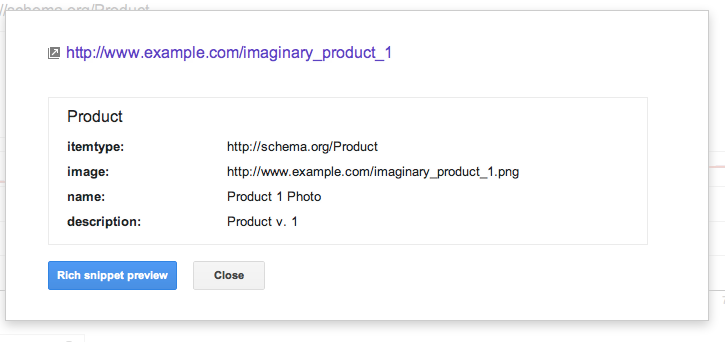 //schema.org/Product
http://www.example.com/imaginary_product_1
Product
itemtype: http://schema.org/Product
image: http://www.example.com/imaginary_product_1.png
name: Product 1 Photo
description: Product v. 1
Rich snippet preview Close